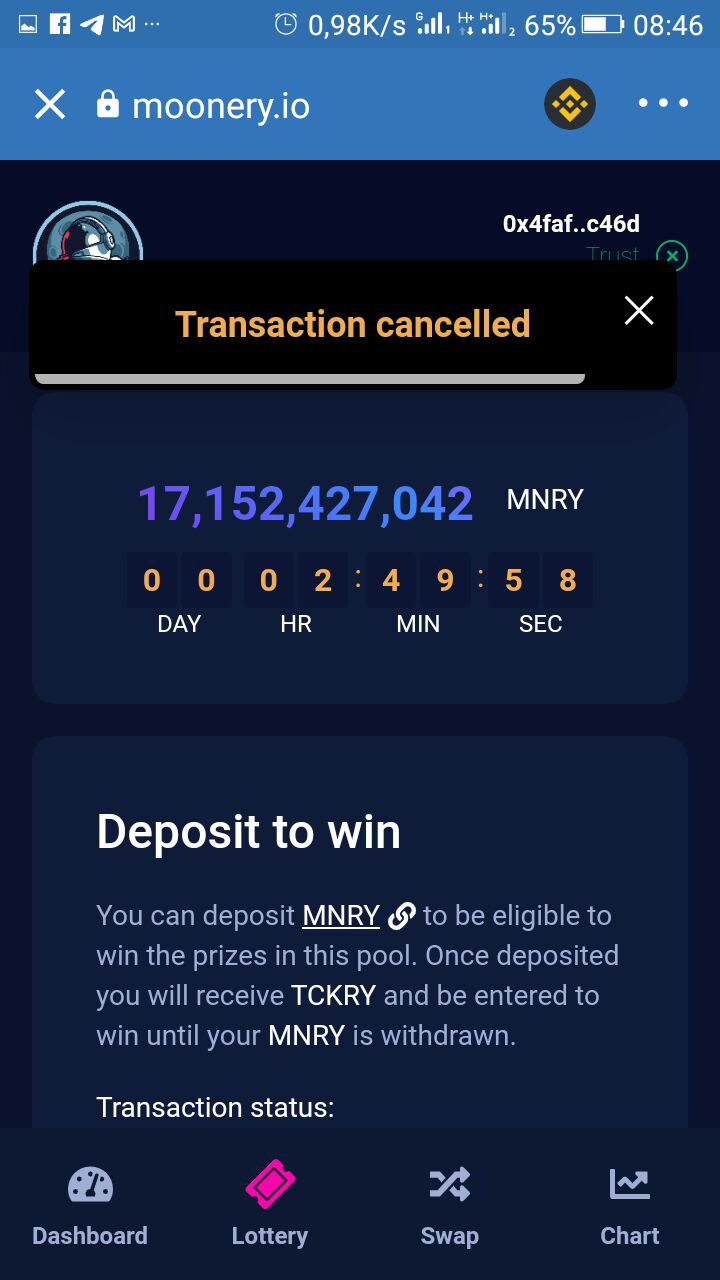 0,98K/s G 1 H+ H+ 2 65% 08:46
moonery.io
0x4faf..c46d
Trust
Transaction cancelled
17,152,427,042 MNRY
0 0 0 2 : 4 9 : 5 8
DAY HR MIN SEC
Deposit to win
You can deposit MNRY to be eligible to
win the prizes in this pool. Once deposited
you will receive TCKRY and be entered to
win until your MNRY is withdrawn.
Transaction status:
Dashboard Lottery Swap Chart